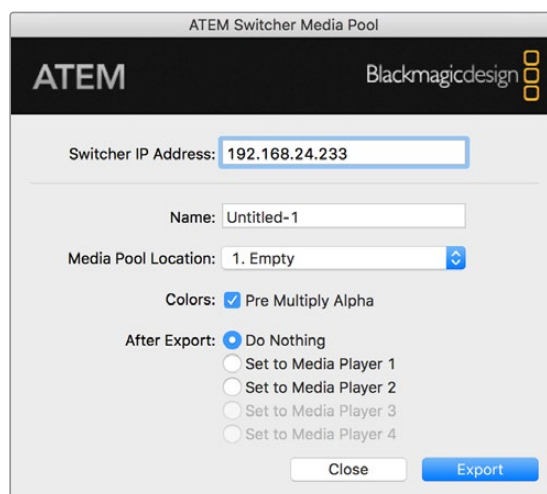 ATEM Switcher Media Pool
ATEM Blackmagicdesign
Switcher IP Address: 192.168.24.233
Name: Untitled-1
Media Pool Location: 1. Empty
Colors: Pre Multiply Alpha
After Export: Do Nothing
Set to Media Player 1
Set to Media Player 2
Set to Media Player 3
Set to Media Player 4
Close Export